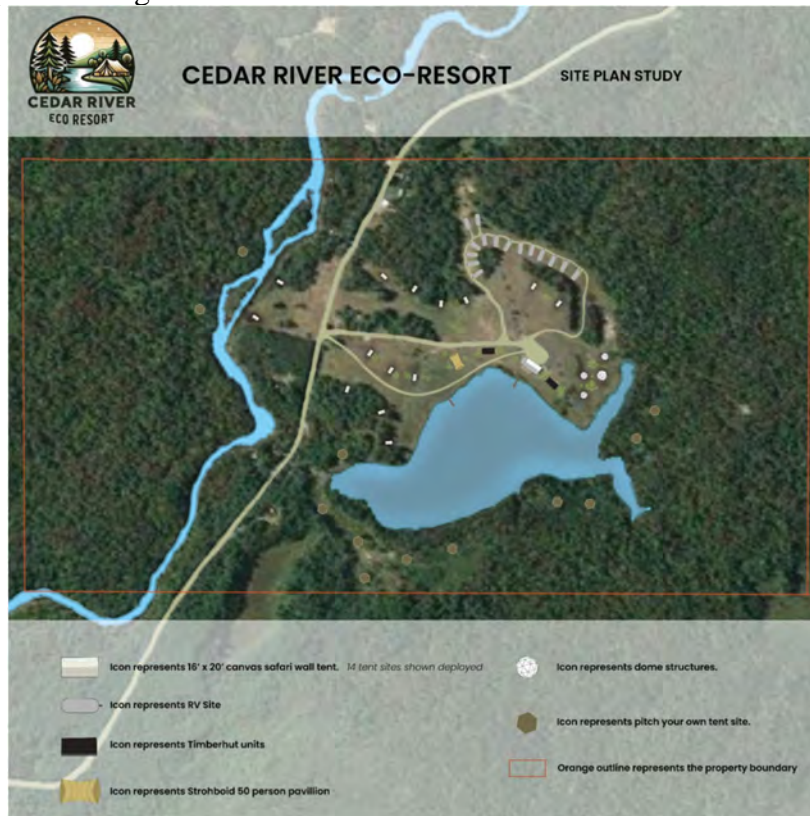 CEDAR RIVER
ECO RESORT
CEDAR RIVER ECO-RESORT
SITE PLAN STUDY
Icon represents 16' x 20' canvas safari wall tent. 14 tent sites shown deployed
Icon represents RV Site
Icon represents Timberhut units
Icon represents Strohboid 50 person pavillion
Icon represents dome structures.
Icon represents pitch your own tent site.
Orange outline represents the property boundary